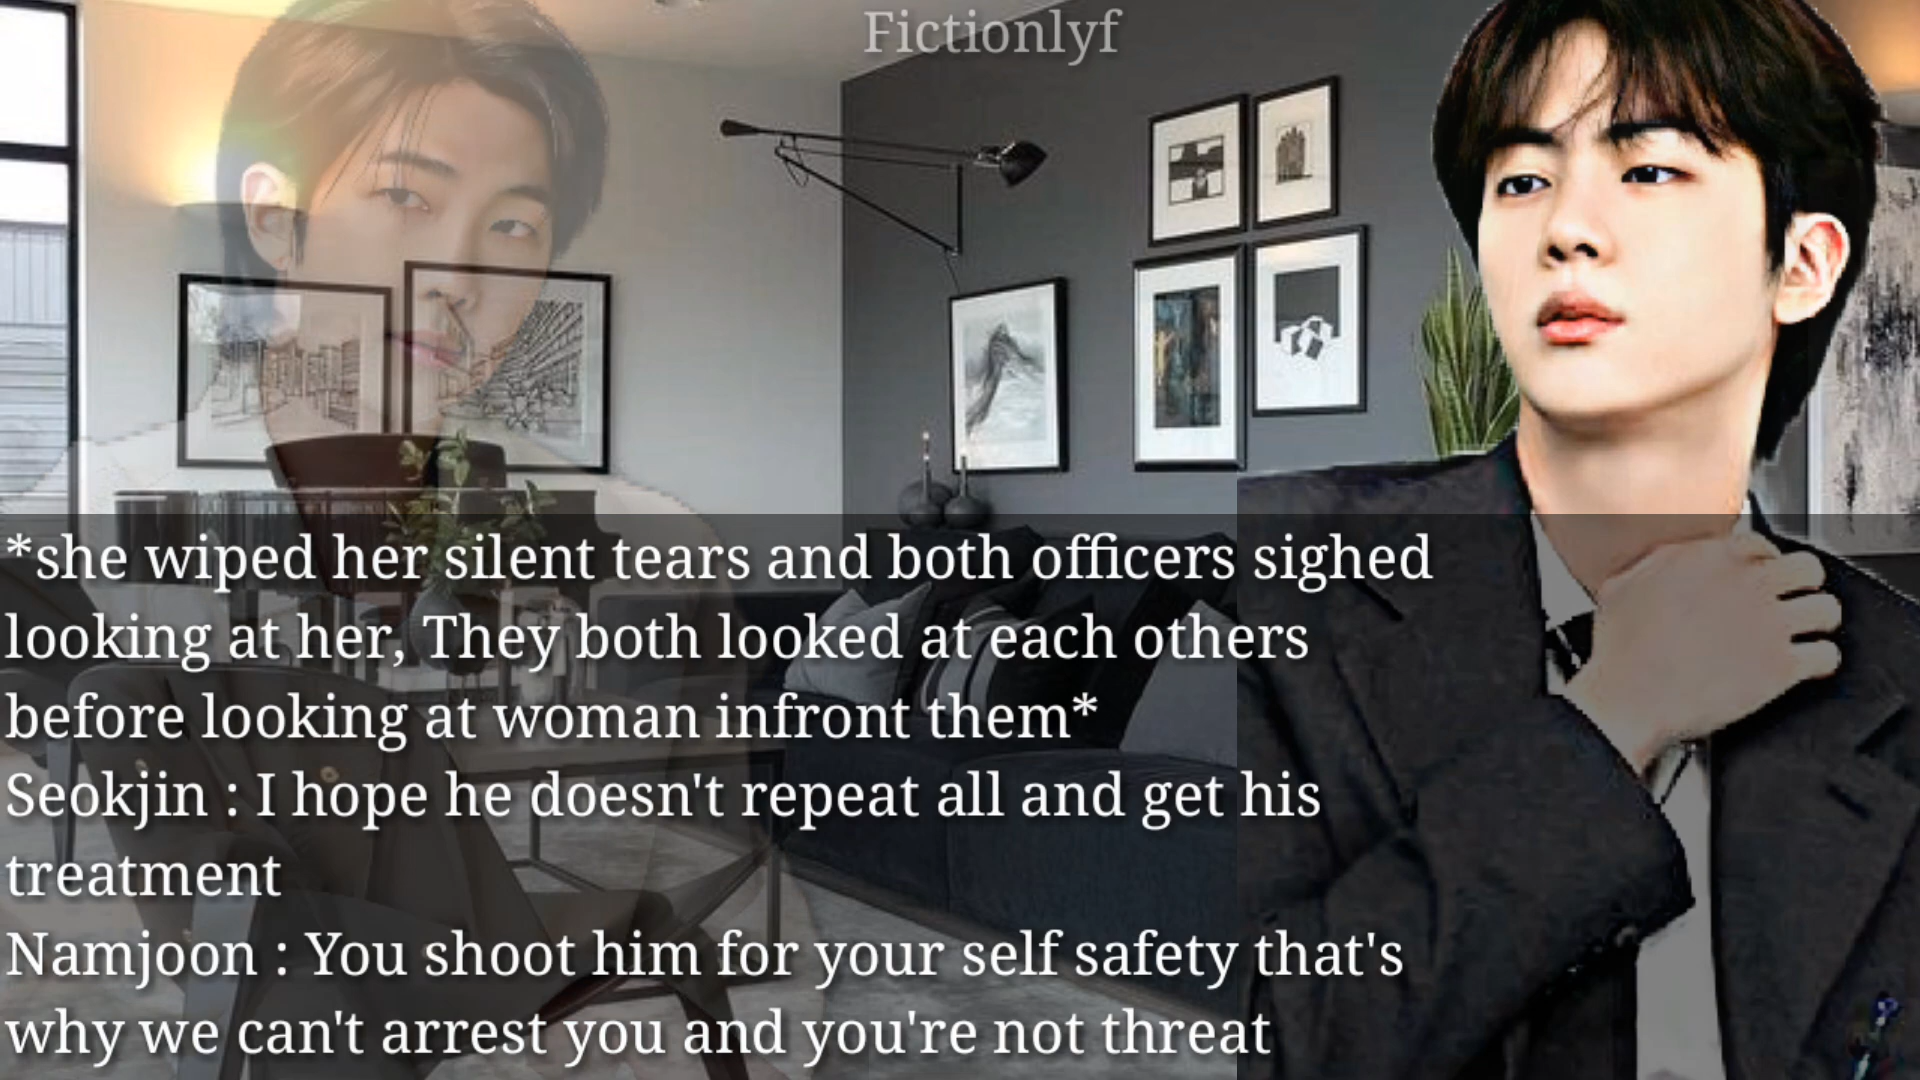 Fictionlyf
*she wiped her silent tears and both officers sighed
looking at her, They both looked at each others
before looking at woman infront them*
Seokjin : I hope he doesn't repeat all and get his
treatment
Namjoon : You shoot him for your self safety that's
why we can't arrest you and you're not threat